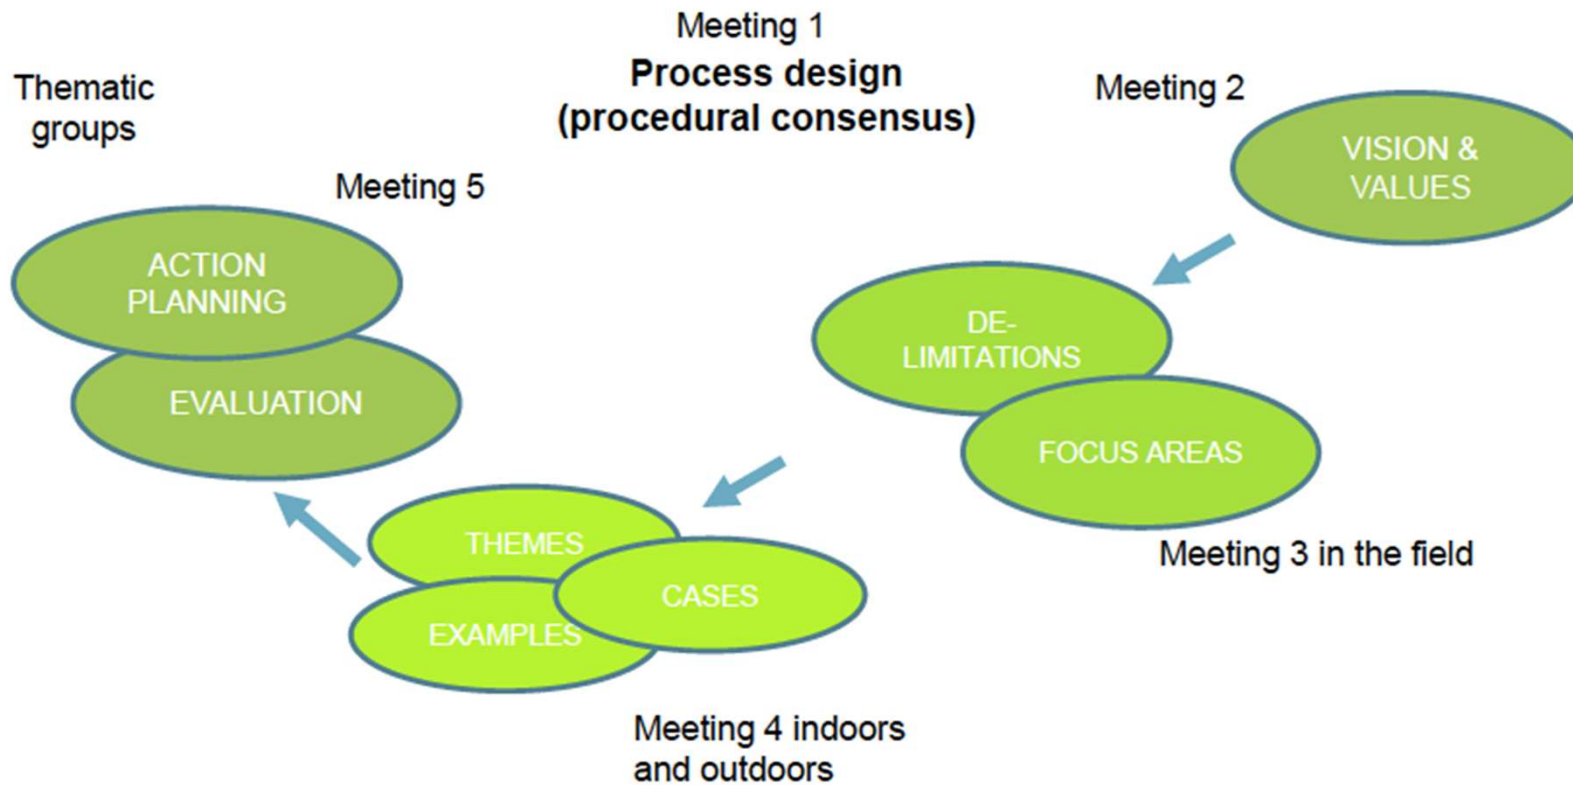 Meeting 1
Process design
(procedural consensus)
Thematic
groups
Meeting 2
VISION &
VALUES
Meeting 5
ACTION
PLANNING
EVALUATION
DE-
LIMITATIONS
FOCUS AREAS
Meeting 3 in the field
THEMES
CASES
EXAMPLES
Meeting 4 indoors
and outdoors